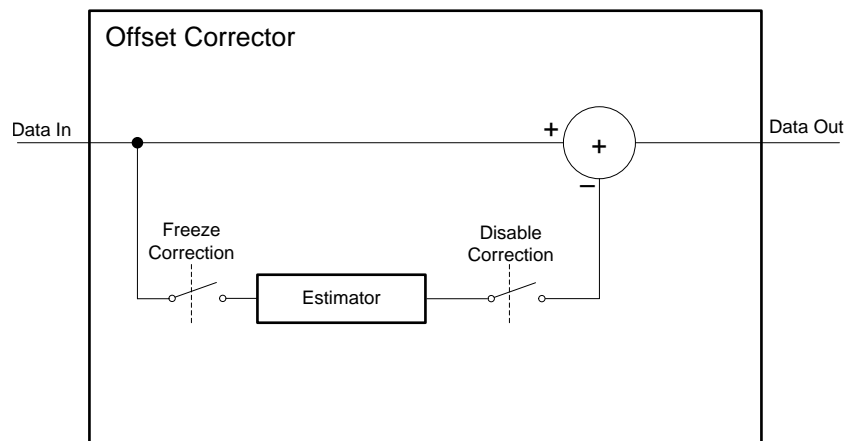 Offset Corrector
Data In
+
+
Data Out
−
Freeze
Correction
Disable
Correction
Estimator